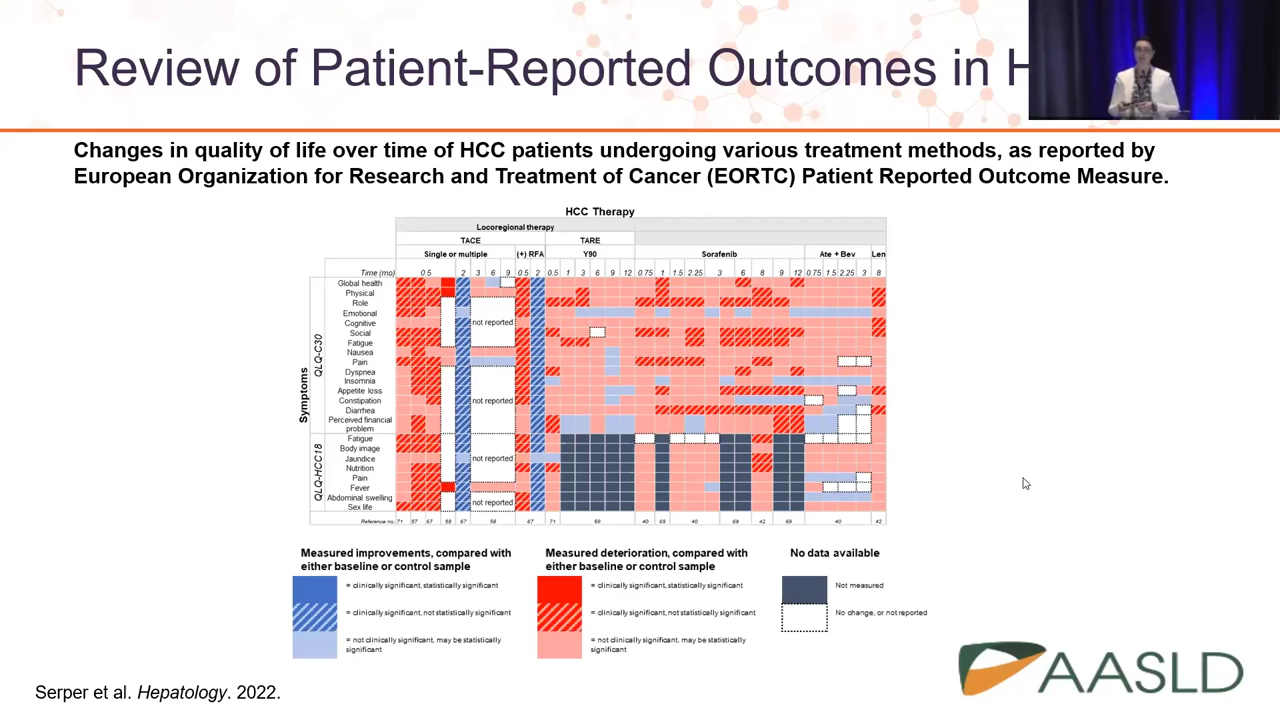 Review of Patient-Reported Outcomes in H
Changes in quality of life over time of HCC patients undergoing various treatment methods, as reported by
European Organization for Research and Treatment of Cancer (EORTC) Patient Reported Outcome Measure.
HCC Therapy
Locoregional therapy
TACE TARE
Single or multiple (+) RFA Y90 Sorafenib Ate + Bev Len
Time (mo) 0.5 2 3 6 9 0.5 2 0.5 1 3 6 9 12 0.75 1 1.5 2.25 3 6 8 9 12 0.75 1.5 2.25 3 8
Symptoms
QLQ-C30
Global health
Physical
Role
Emotional
Cognitive
not reported
Social
Fatigue
Nausea
Pain
Dyspnea
Insomnia
Appetite loss
Constipation
not reported
Diarrhea
Perceived financial
problem
QLQ-HCC18
Fatigue
Body image
Jaundice
not reported
Nutrition
Pain
Fever
Abdominal swelling
not reported
Sex life
Reference no. 71 57 67 58 67 58 67 71 69 40 69 40 69 42 69 40 42
Measured improvements, compared with
either baseline or control sample
= clinically significant, statistically significant
= clinically significant, not statistically significant
= not clinically significant, may be statistically
significant
Measured deterioration, compared with
either baseline or control sample
= clinically significant, statistically significant
= clinically significant, not statistically significant
= not clinically significant, may be statistically
significant
No data available
Not measured
No change, or not reported
Serper et al. Hepatology. 2022.
AASLD